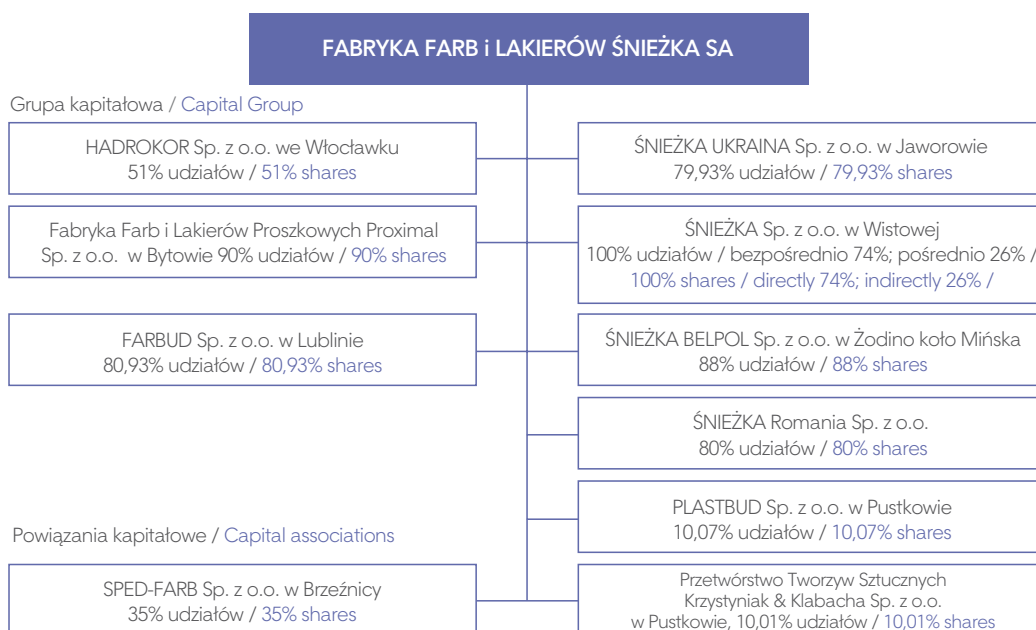 FABRYKA FARB i LAKIERÓW ŚNIEŻKA SA
Grupa kapitałowa / Capital Group
HADROKOR Sp. z o.o. we Włocławku
51% udziałów / 51% shares
ŚNIEŻKA UKRAINA Sp. z o.o. w Jaworowie
79,93% udziałów / 79,93% shares
Fabryka Farb i Lakierów Proszkowych Proximal
Sp. z o.o. w Bytowie 90% udziałów / 90% shares
ŚNIEŻKA Sp. z o.o. w Wistowej
100% udziałów / bezpośrednio 74%; pośrednio 26% /
100% shares / directly 74%; indirectly 26% /
FARBUD Sp. z o.o. w Lublinie
80,93% udziałów / 80,93% shares
ŚNIEŻKA BELPOL Sp. z o.o. w Żodino koło Mińska
88% udziałów / 88% shares
ŚNIEŻKA Romania Sp. z o.o.
80% udziałów / 80% shares
PLASTBUD Sp. z o.o. w Pustkowie
10,07% udziałów / 10,07% shares
Powiązania kapitałowe / Capital associations
SPED-FARB Sp. z o.o. w Brzeźnicy
35% udziałów / 35% shares
Przetwórstwo Tworzyw Sztucznych
Krzystyniak & Klabacha Sp. z o.o.
w Pustkowie, 10,01% udziałów / 10,01% shares